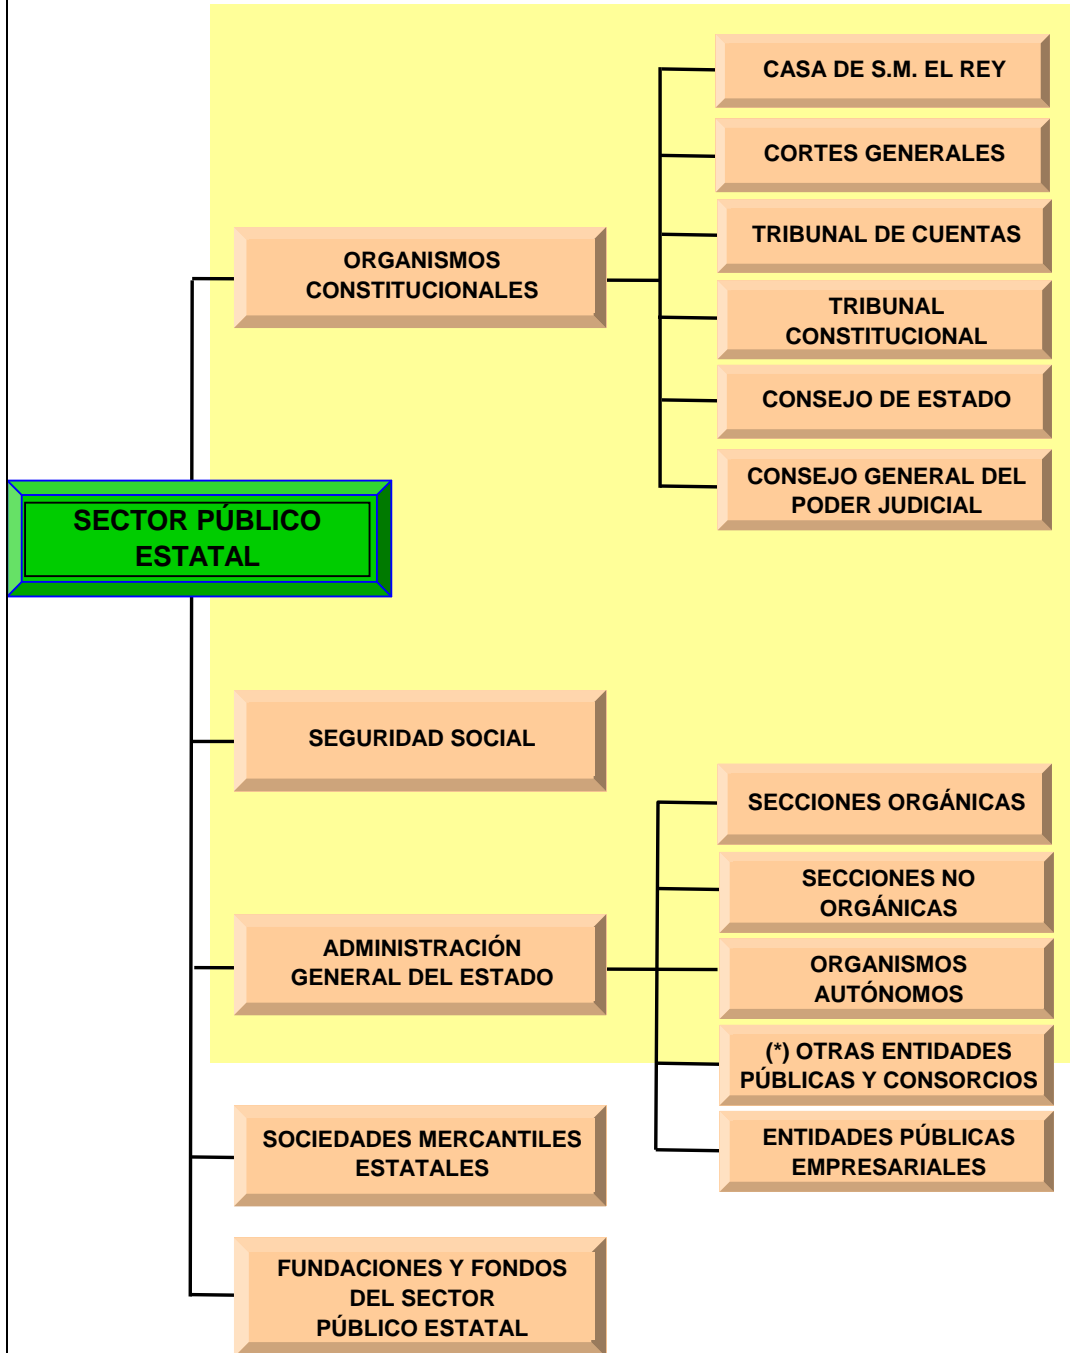 CASA DE S.M. EL REY
CORTES GENERALES
TRIBUNAL DE CUENTAS
ORGANISMOS
CONSTITUCIONALES
TRIBUNAL
CONSTITUCIONAL
CONSEJO DE ESTADO
CONSEJO GENERAL DEL
PODER JUDICIAL
SECTOR PÚBLICO
ESTATAL
SEGURIDAD SOCIAL
SECCIONES ORGÁNICAS
SECCIONES NO
ORGÁNICAS
ADMINISTRACIÓN
GENERAL DEL ESTADO
ORGANISMOS
AUTÓNOMOS
(*) OTRAS ENTIDADES
PÚBLICAS Y CONSORCIOS
SOCIEDADES MERCANTILES
ESTATALES
ENTIDADES PÚBLICAS
EMPRESARIALES
FUNDACIONES Y FONDOS
DEL SECTOR
PÚBLICO ESTATAL